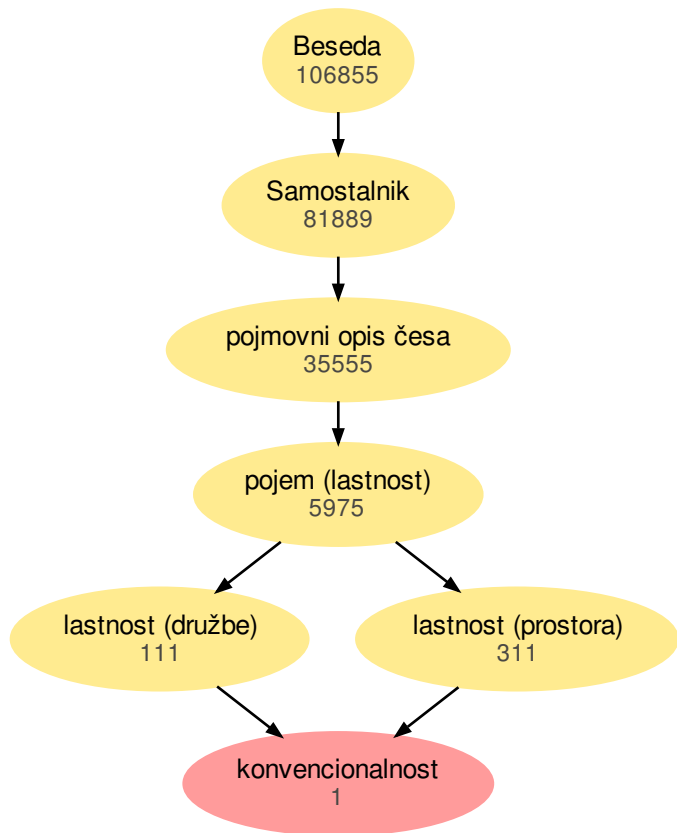 Beseda
106855
Samostalnik
81889
pojmovni opis česa
35555
pojem (lastnost)
5975
lastnost (družbe)
111
lastnost (prostora)
311
konvencionalnost
1